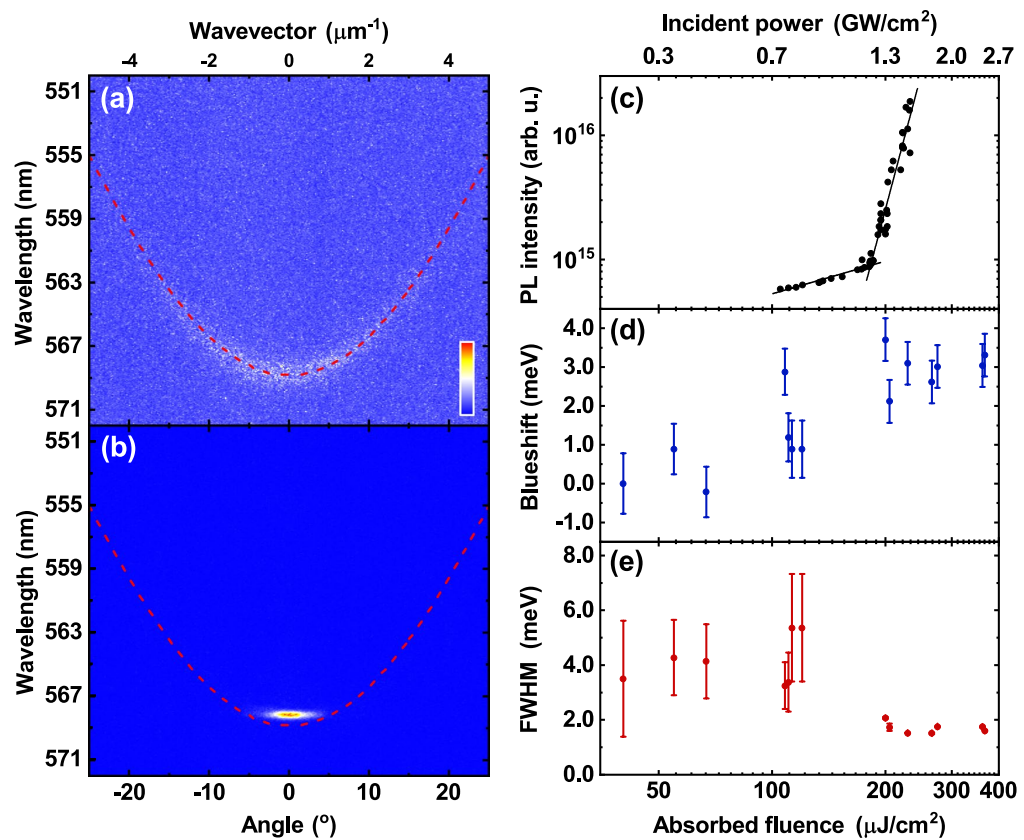 Wavevector (μm⁻¹)
-4 -2 0 2 4
(a)
551
555
559
563
567
571
Wavelength (nm)
(b)
551
555
559
563
567
571
Wavelength (nm)
-20 -10 0 10 20
Angle (º)
Incident power (GW/cm²)
0.3 0.7 1.3 2.0 2.7
(c)
10¹⁶
10¹⁵
PL intensity (arb. u.)
(d)
4.0
3.0
2.0
1.0
0.0
-1.0
Blueshift (meV)
(e)
8.0
6.0
4.0
2.0
0.0
FWHM (meV)
50 100 200 300 400
Absorbed fluence (μJ/cm²)